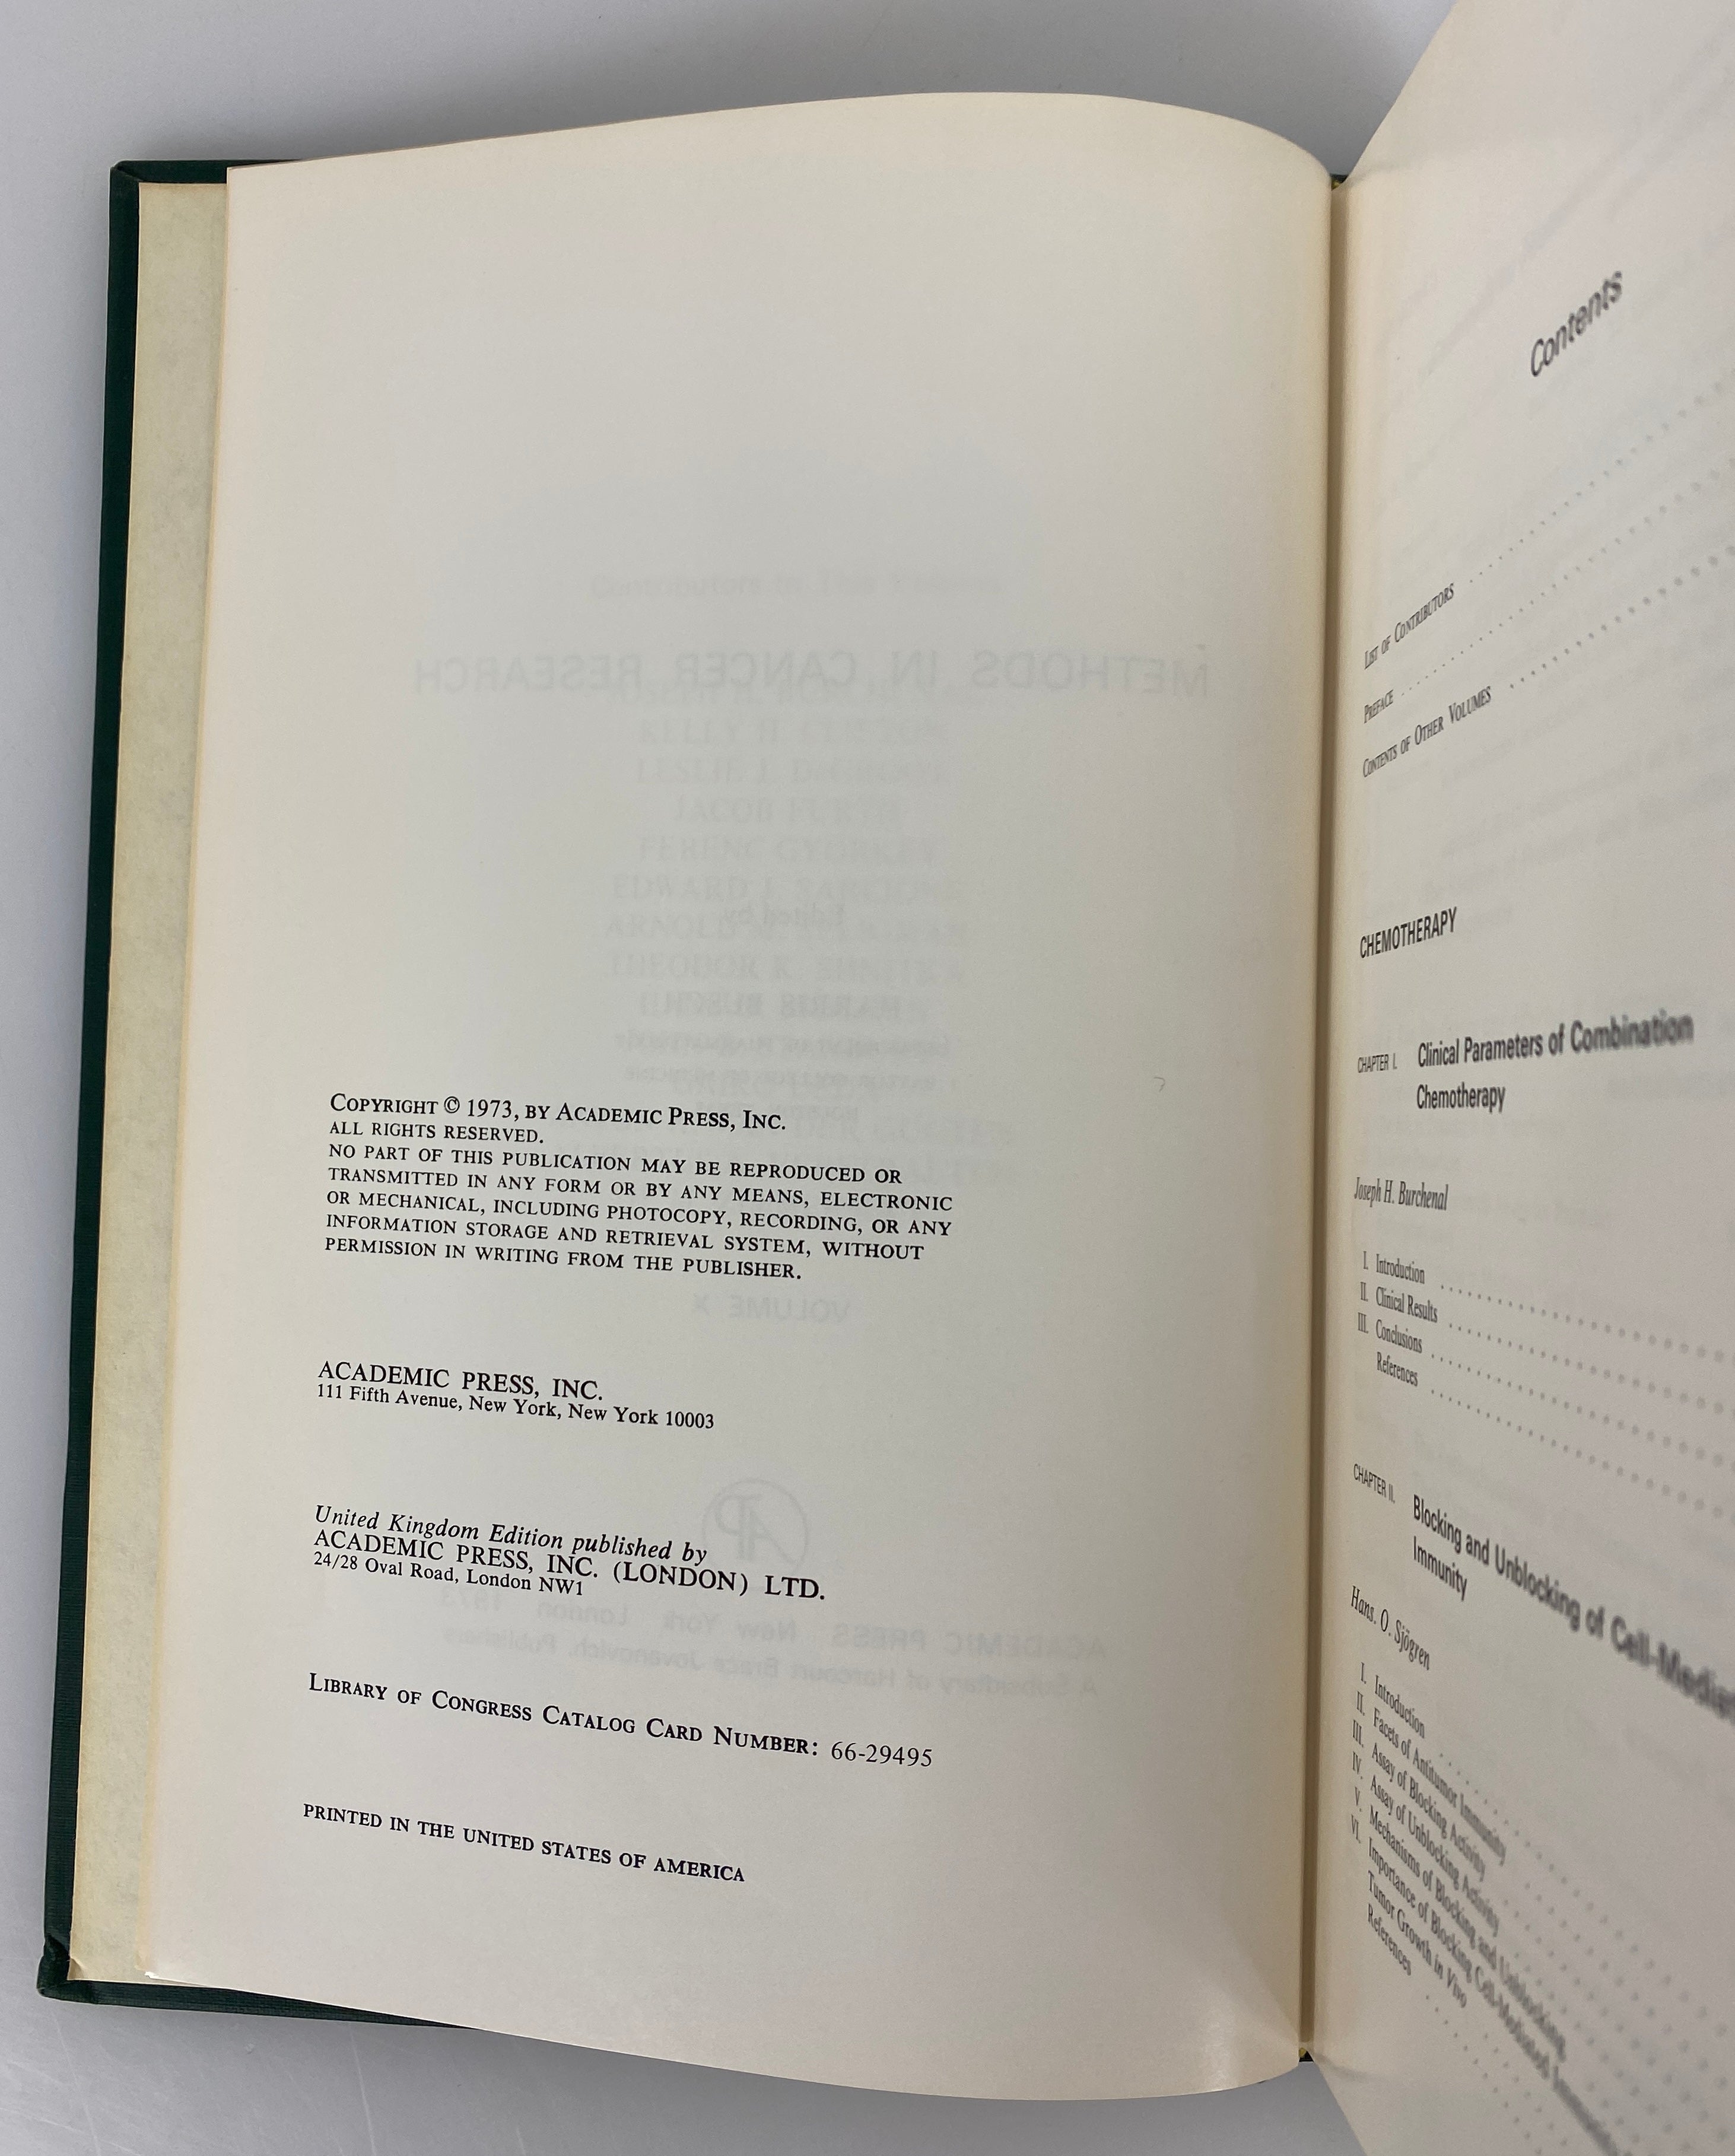 COPYRIGHT © 1973, BY ACADEMIC PRESS, INC.
ALL RIGHTS RESERVED.
NO PART OF THIS PUBLICATION MAY BE REPRODUCED OR
TRANSMITTED IN ANY FORM OR BY ANY MEANS, ELECTRONIC
OR MECHANICAL, INCLUDING PHOTOCOPY, RECORDING, OR ANY
INFORMATION STORAGE AND RETRIEVAL SYSTEM, WITHOUT
PERMISSION IN WRITING FROM THE PUBLISHER.
ACADEMIC PRESS, INC.
111 Fifth Avenue, New York, New York 10003
United Kingdom Edition published by
ACADEMIC PRESS, INC. (LONDON) LTD.
24/28 Oval Road, London NW1
LIBRARY OF CONGRESS CATALOG CARD NUMBER: 66-29495
PRINTED IN THE UNITED STATES OF AMERICA
Contents
LIST OF CONTRIBUTORS
PREFACE
CONTENTS OF OTHER VOLUMES
CHEMOTHERAPY
CHAPTER I. Clinical Parameters of Combination
Chemotherapy
Joseph H. Burchenal
I. Introduction
II. Clinical Results
III. Conclusions
References
CHAPTER II. Blocking and Unblocking of
Immunity
Hans. O. Sjögren
I. Introduction
II. Facets of Antitumor Immunity
III. Assay of Blocking Activity
IV. Assay of Unblocking Activity
V. Mechanisms of Blocking and Unblocking
VI. Importance of Blocking Cell-Mediated
Tumor Growth in Vivo
References